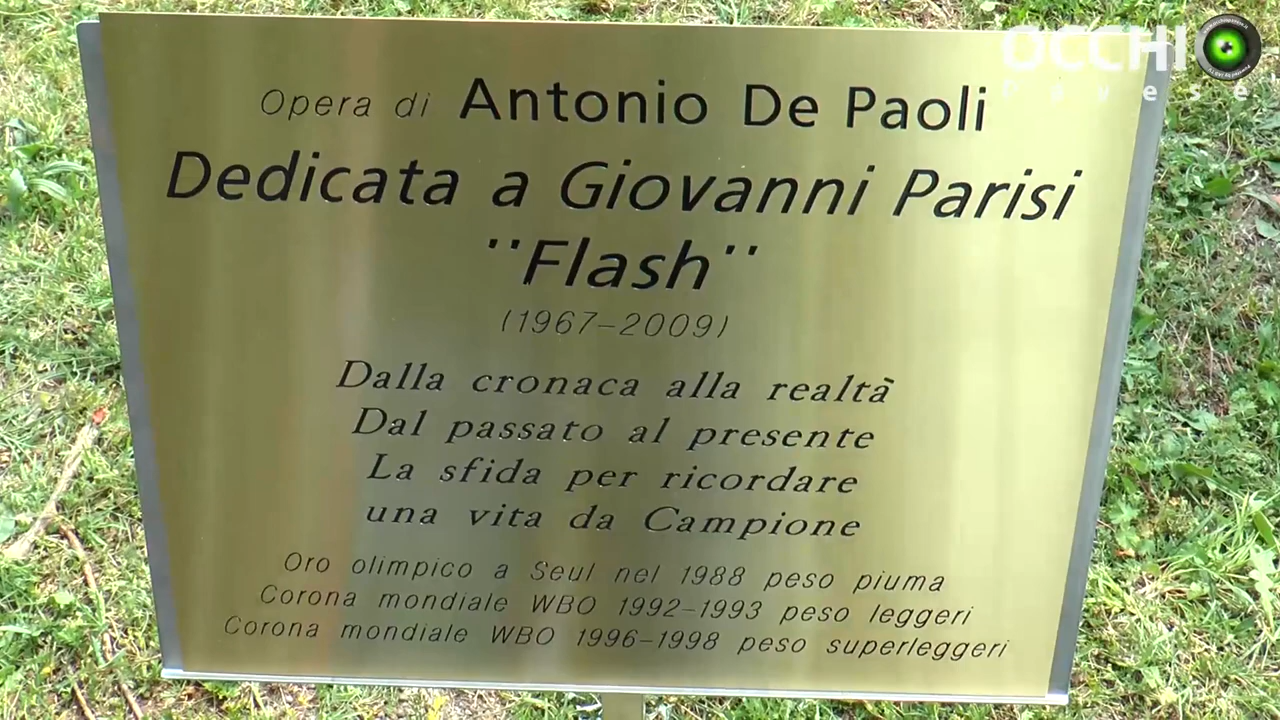 OCCHIO
Pavese
Opera di Antonio De Paoli
Dedicata a Giovanni Parisi
¨Flash¨
(1967-2009)
Dalla cronaca alla realtà
Dal passato al presente
La sfida per ricordare
una vita da Campione
Oro olimpico a Seul nel 1988 peso piuma
Corona mondiale WBO 1992-1993 peso leggeri
Corona mondiale WBO 1996-1998 peso superleggeri